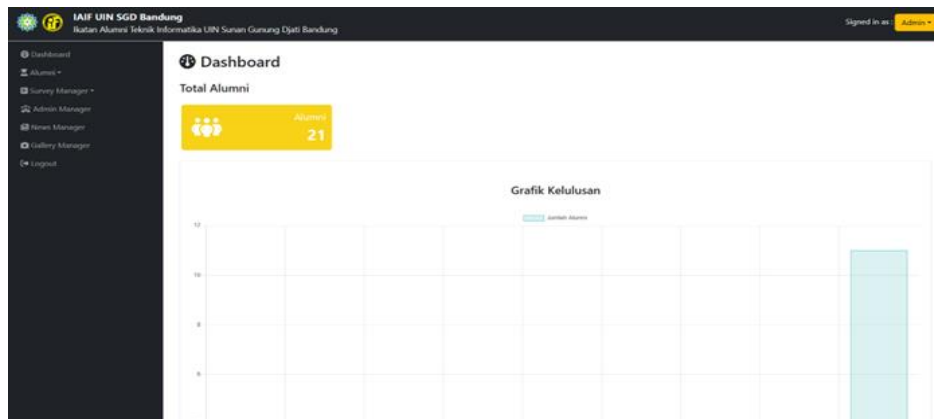 IAIF UIN SGD Bandung
Ikatan Alumni Teknik Informatika UIN Sunan Gunung Djati Bandung
Signed in as :
Admin
Dashboard
Alumni
Survey Manager
Admin Manager
News Manager
Gallery Manager
Logout
Dashboard
Total Alumni
Alumni
21
Grafik Kelulusan
Jumlah Alumni
12
10
8
6